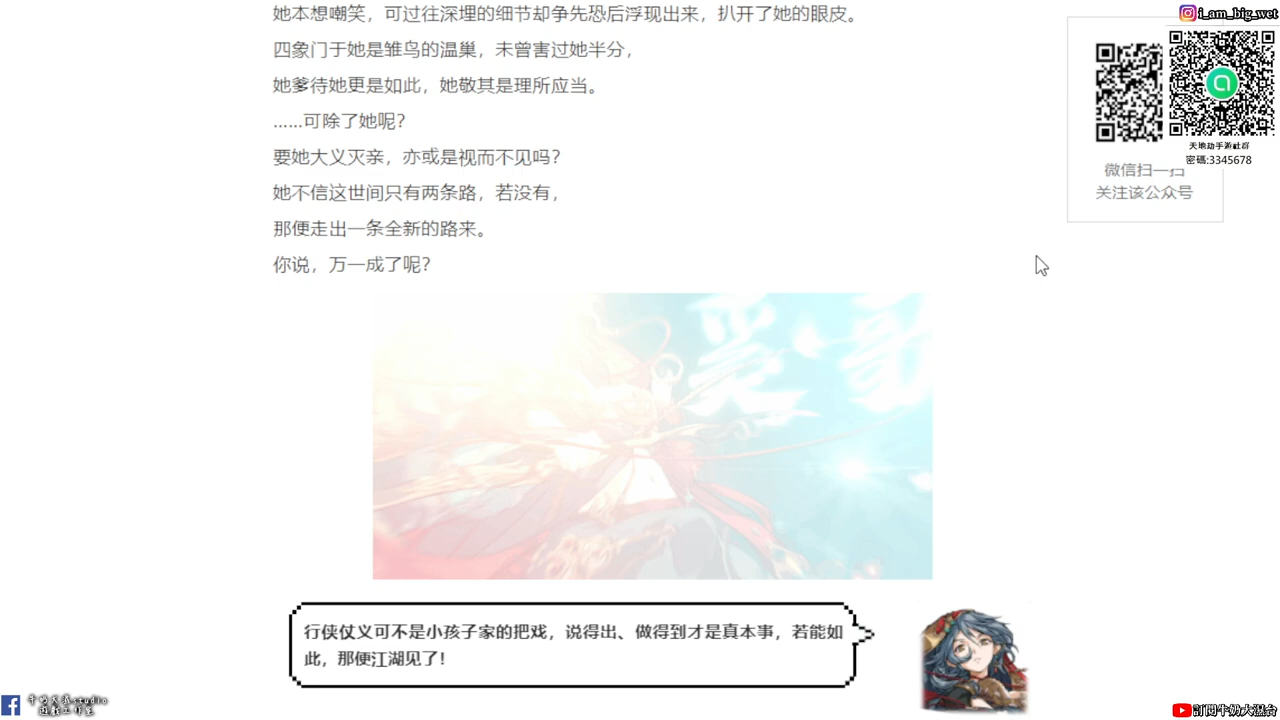 她本想嘲笑，可过往深埋的细节却争先恐后浮现出来，扒开了她的眼皮。
四象门于她是雏鸟的温巢，未曾害过她半分，
她爹待她更是如此，她敬其是理所应当。
……可除了她呢？
要她大义灭亲，亦或是视而不见吗？
她不信这世间只有两条路，若没有，
那便走出一条全新的路来。
你说，万一成了呢？
行侠仗义可不是小孩子家的把戏，说得出、做得到才是真本事，若能如
此，那便江湖见了！
i_am_big_wet
天地劫手游社群
密碼:3345678
微信扫一扫
关注该公众号
訂閱牛奶大濕告